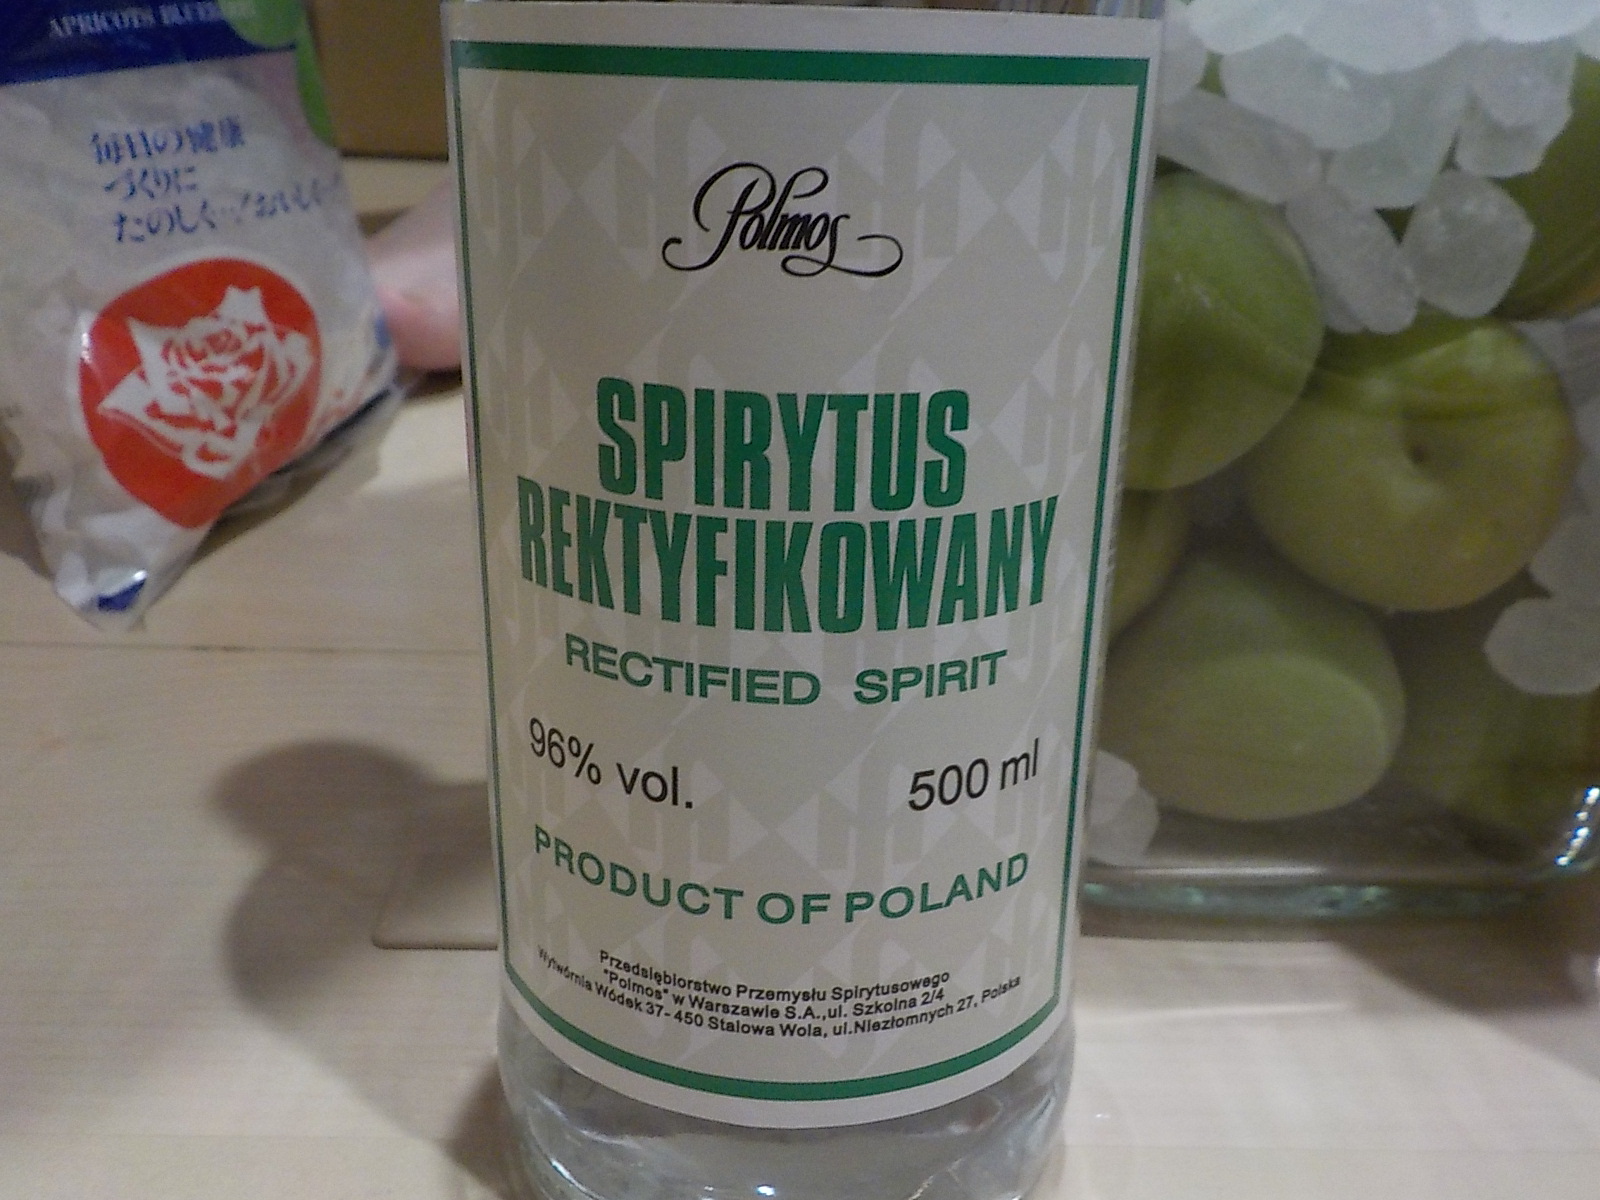 毎日の健康
づくりに
Polmos
SPIRYTUS
REKTYFIKOWANY
RECTIFIED SPIRIT
96% vol. 500 ml
PRODUCT OF POLAND
Przedsiębiorstwo Przemysłu Spirytusowego
"Polmos" w Warszawie S.A.,ul. Szkolna 2/4
Wytwórnia Wódek 37-450 Stalowa Wola, ul.Niezłomnych 27, Polska